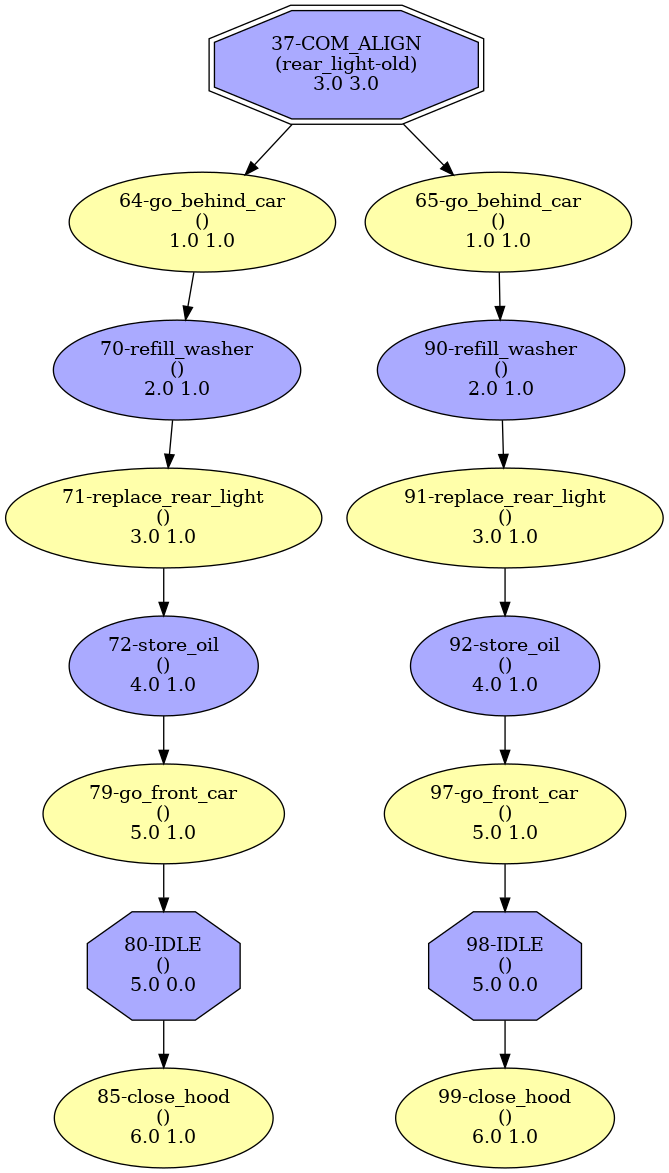 37-COM_ALIGN
(rear_light-old)
3.0 3.0
64-go_behind_car
()
1.0 1.0
65-go_behind_car
()
1.0 1.0
70-refill_washer
()
2.0 1.0
90-refill_washer
()
2.0 1.0
71-replace_rear_light
()
3.0 1.0
91-replace_rear_light
()
3.0 1.0
72-store_oil
()
4.0 1.0
92-store_oil
()
4.0 1.0
79-go_front_car
()
5.0 1.0
97-go_front_car
()
5.0 1.0
80-IDLE
()
5.0 0.0
98-IDLE
()
5.0 0.0
85-close_hood
()
6.0 1.0
99-close_hood
()
6.0 1.0